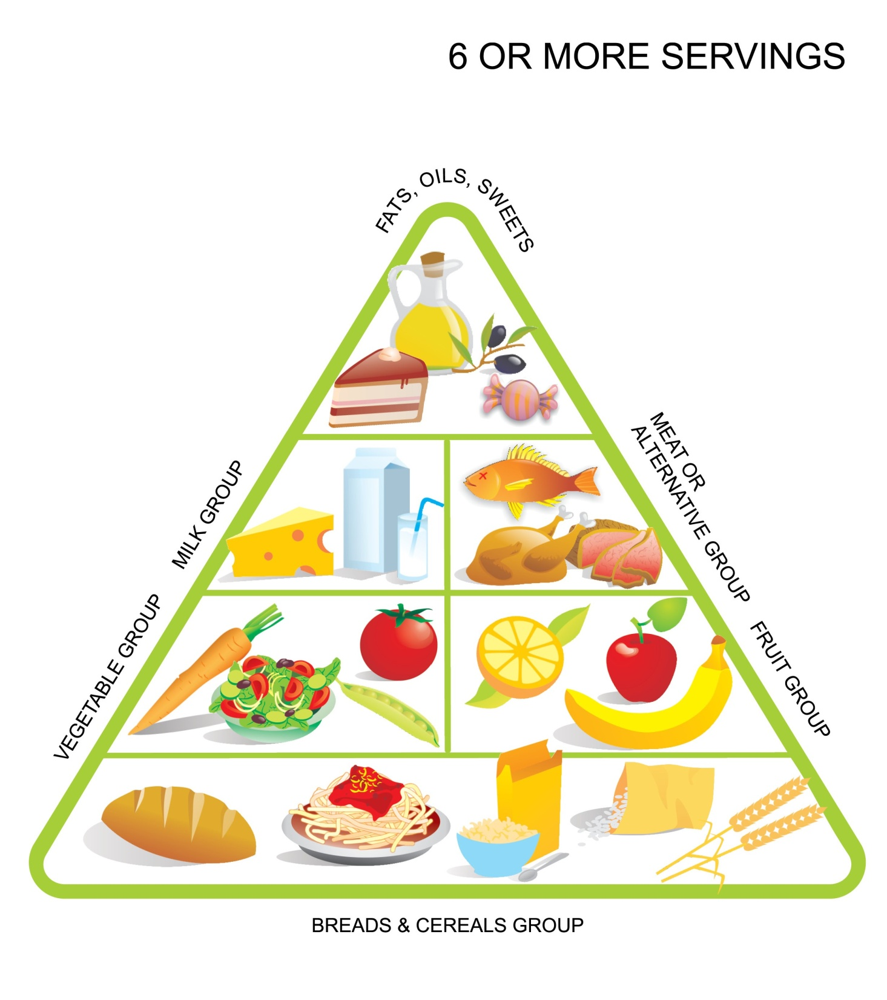 6 OR MORE SERVINGS
FATS, OILS, SWEETS
MILK GROUP
MEAT OR
ALTERNATIVE GROUP
VEGETABLE GROUP
FRUIT GROUP
BREADS & CEREALS GROUP